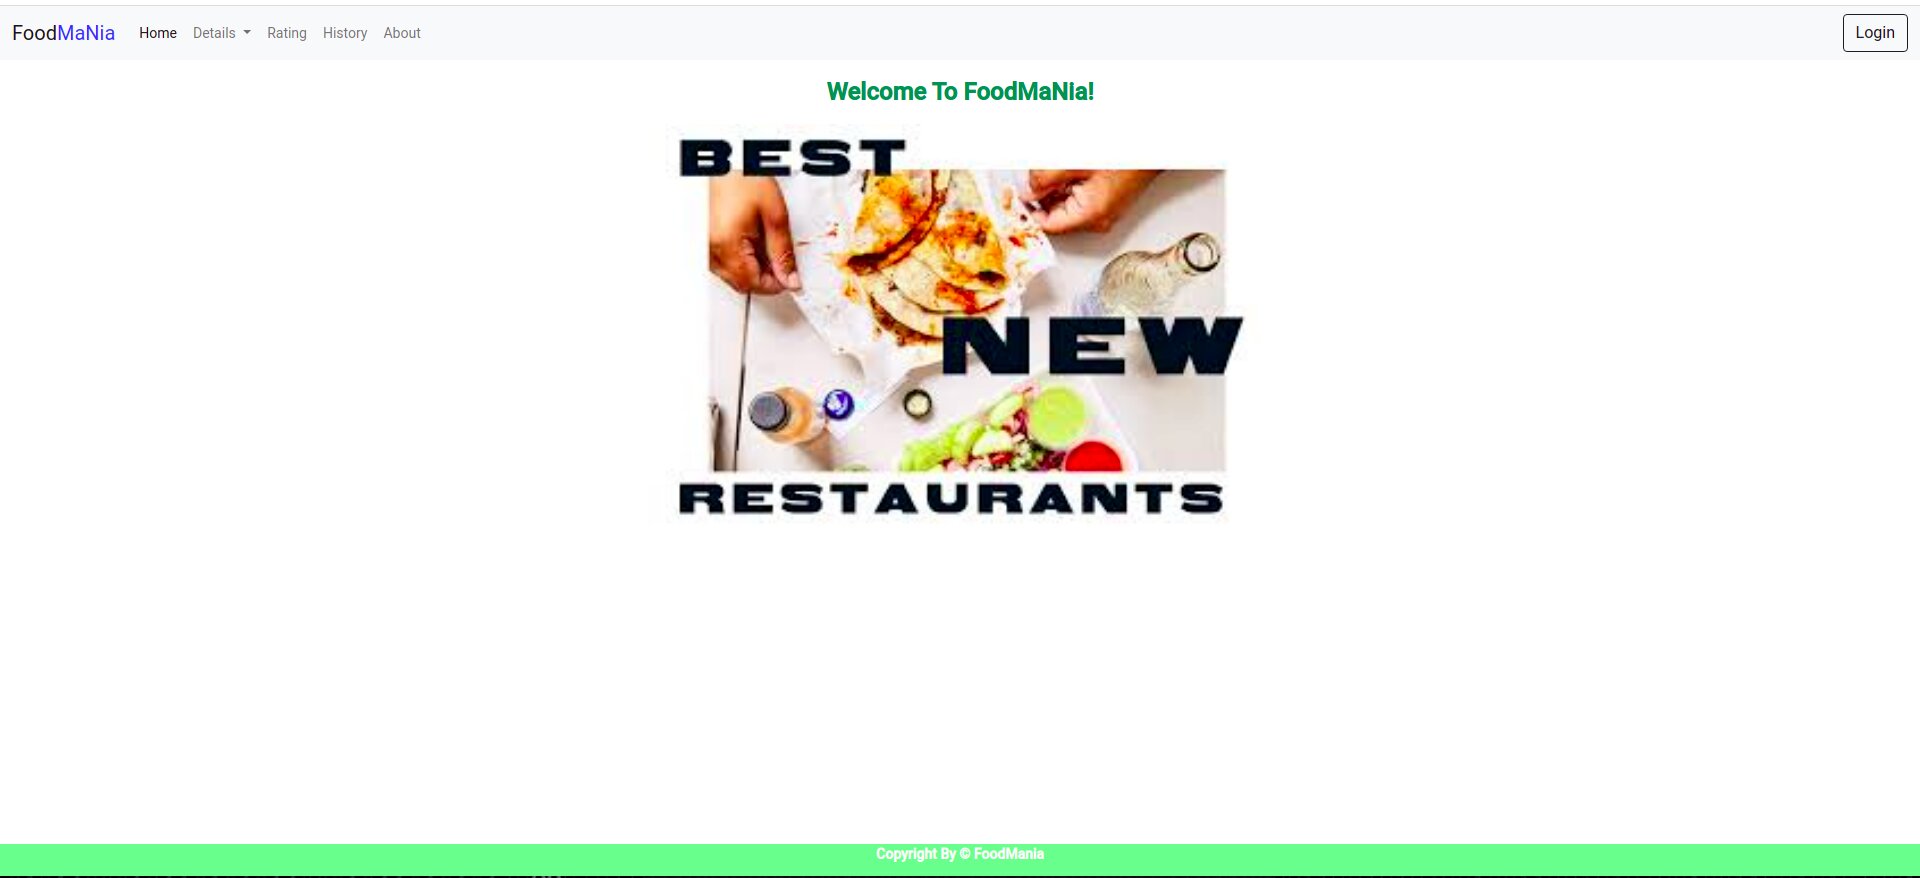 FoodMaNia Home Details Rating History About Login
Welcome To FoodMaNia!
BEST
NEW
RESTAURANTS
Copyright By © FoodMania